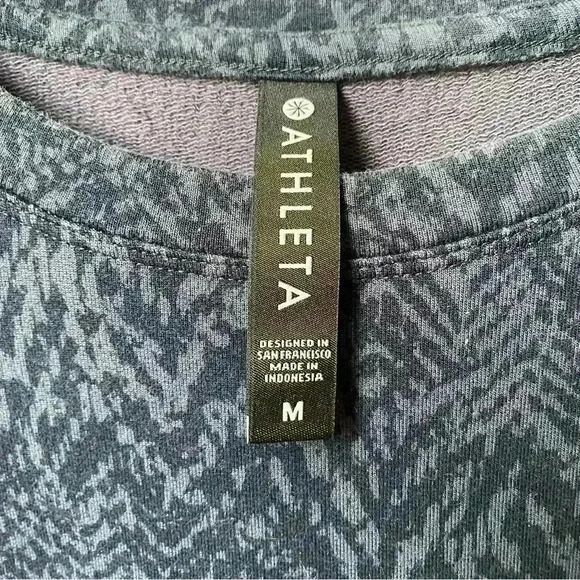 ATHLETA
DESIGNED IN
SAN FRANCISCO
MADE IN
INDONESIA
M